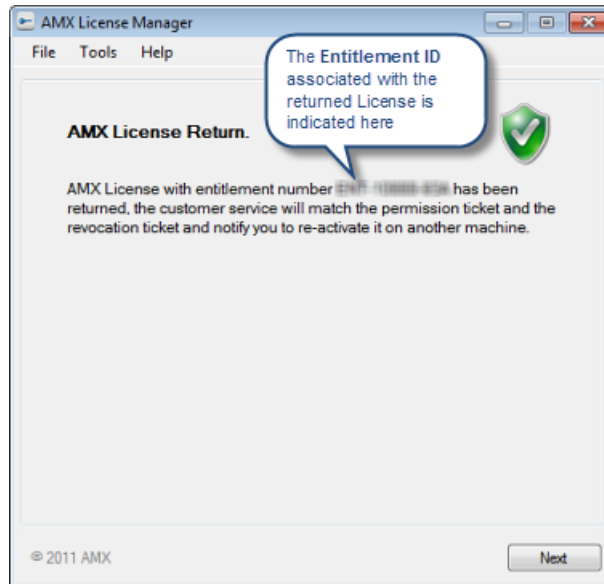 AMX License Manager
File Tools Help
The Entitlement ID
associated with the
returned License is
indicated here
AMX License Return.
AMX License with entitlement number has been
returned, the customer service will match the permission ticket and the
revocation ticket and notify you to re-activate it on another machine.
© 2011 AMX
Next